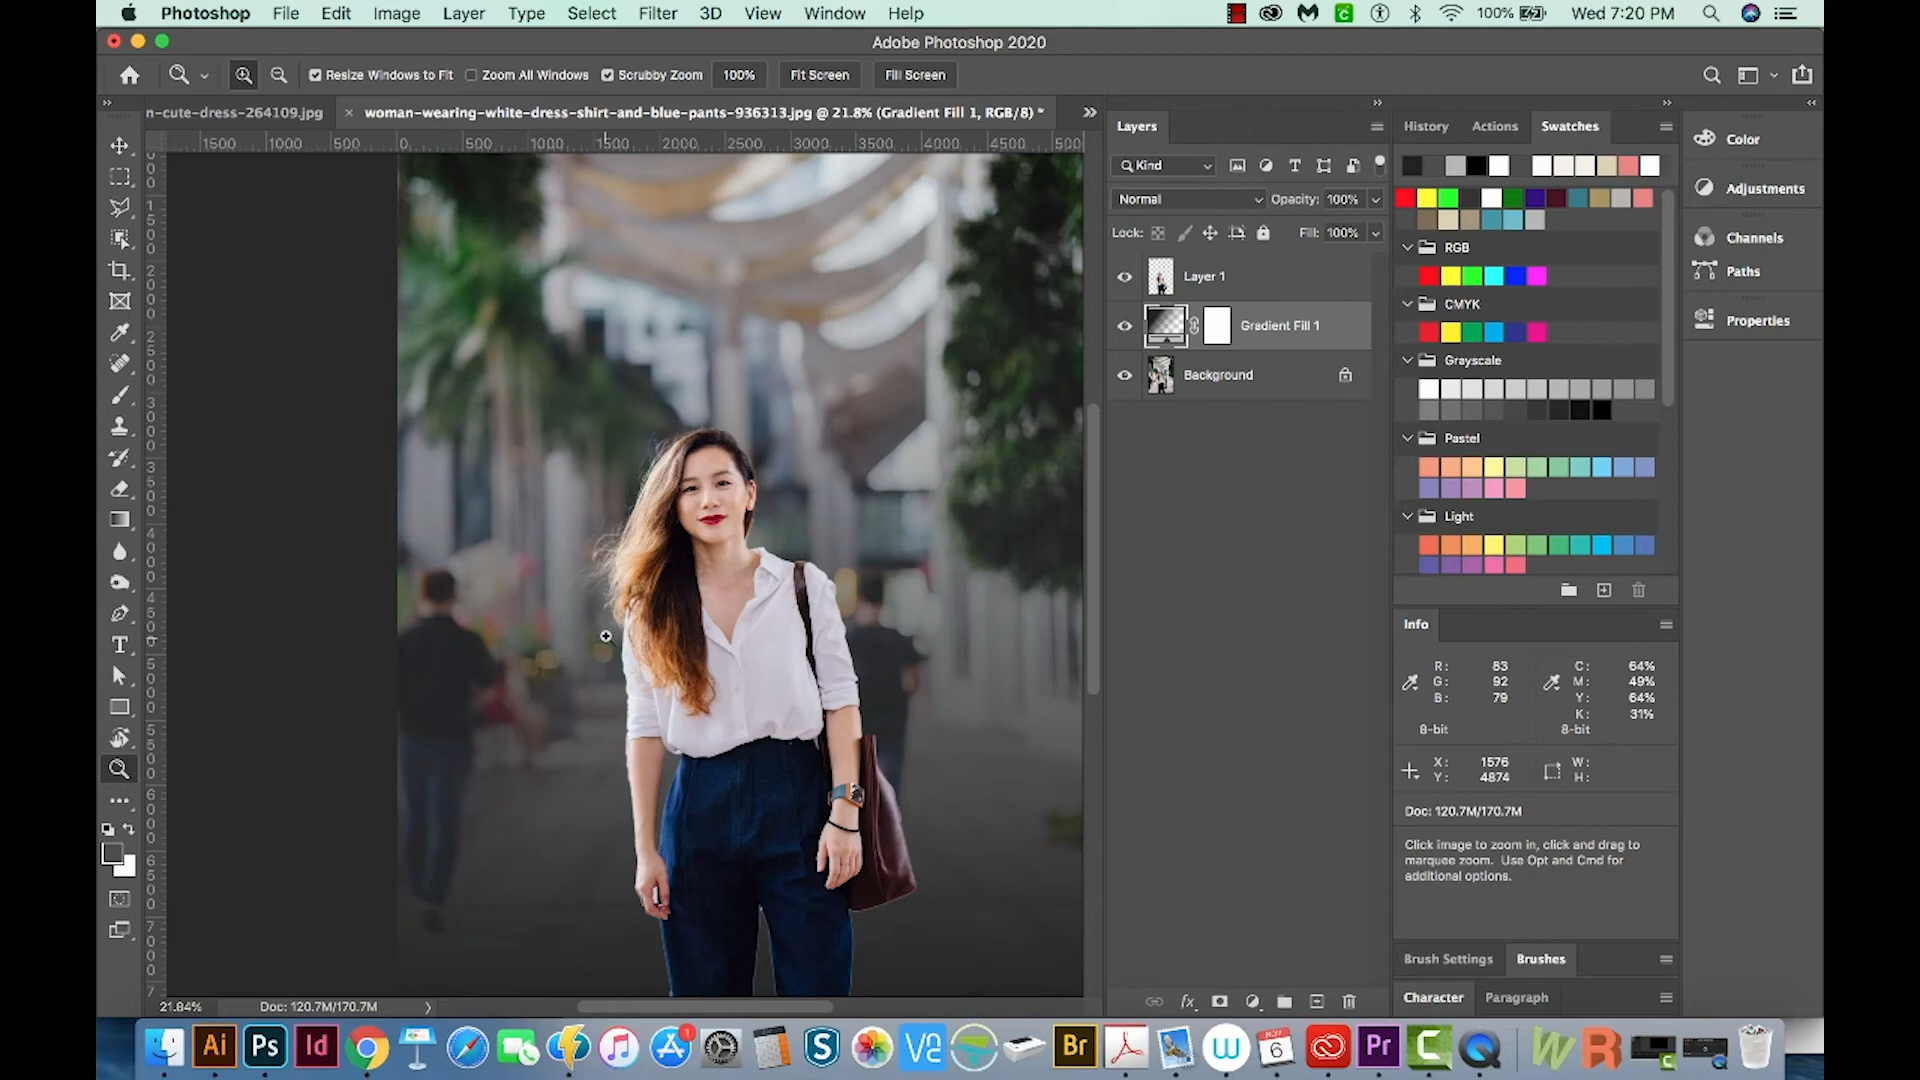 Photoshop File Edit Image Layer Type Select Filter 3D View Window Help 100% Wed 7:20 PM
Adobe Photoshop 2020
Resize Windows to Fit Zoom All Windows Scrubby Zoom 100% Fit Screen Fill Screen
n-cute-dress-264109.jpg woman-wearing-white-dress-shirt-and-blue-pants-936313.jpg @ 21.8% (Gradient Fill 1, RGB/8) *
1500 1000 500 0 500 1000 1500 2000 2500 3000 3500 4000 4500 500
Layers
Kind
Normal Opacity: 100%
Lock: Fill: 100%
Layer 1
Gradient Fill 1
Background
History Actions Swatches
RGB
CMYK
Grayscale
Pastel
Light
Info
R: 83 C: 64%
G: 92 M: 49%
B: 79 Y: 64%
K: 31%
8-bit 8-bit
X: 1576 W:
Y: 4874 H:
Doc: 120.7M/170.7M
Click image to zoom in, click and drag to
marquee zoom. Use Opt and Cmd for
additional options.
Brush Settings Brushes
Character Paragraph
Color
Adjustments
Channels
Paths
Properties
21.84% Doc: 120.7M/170.7M
Ai Ps Id Br NOV 6 Pr